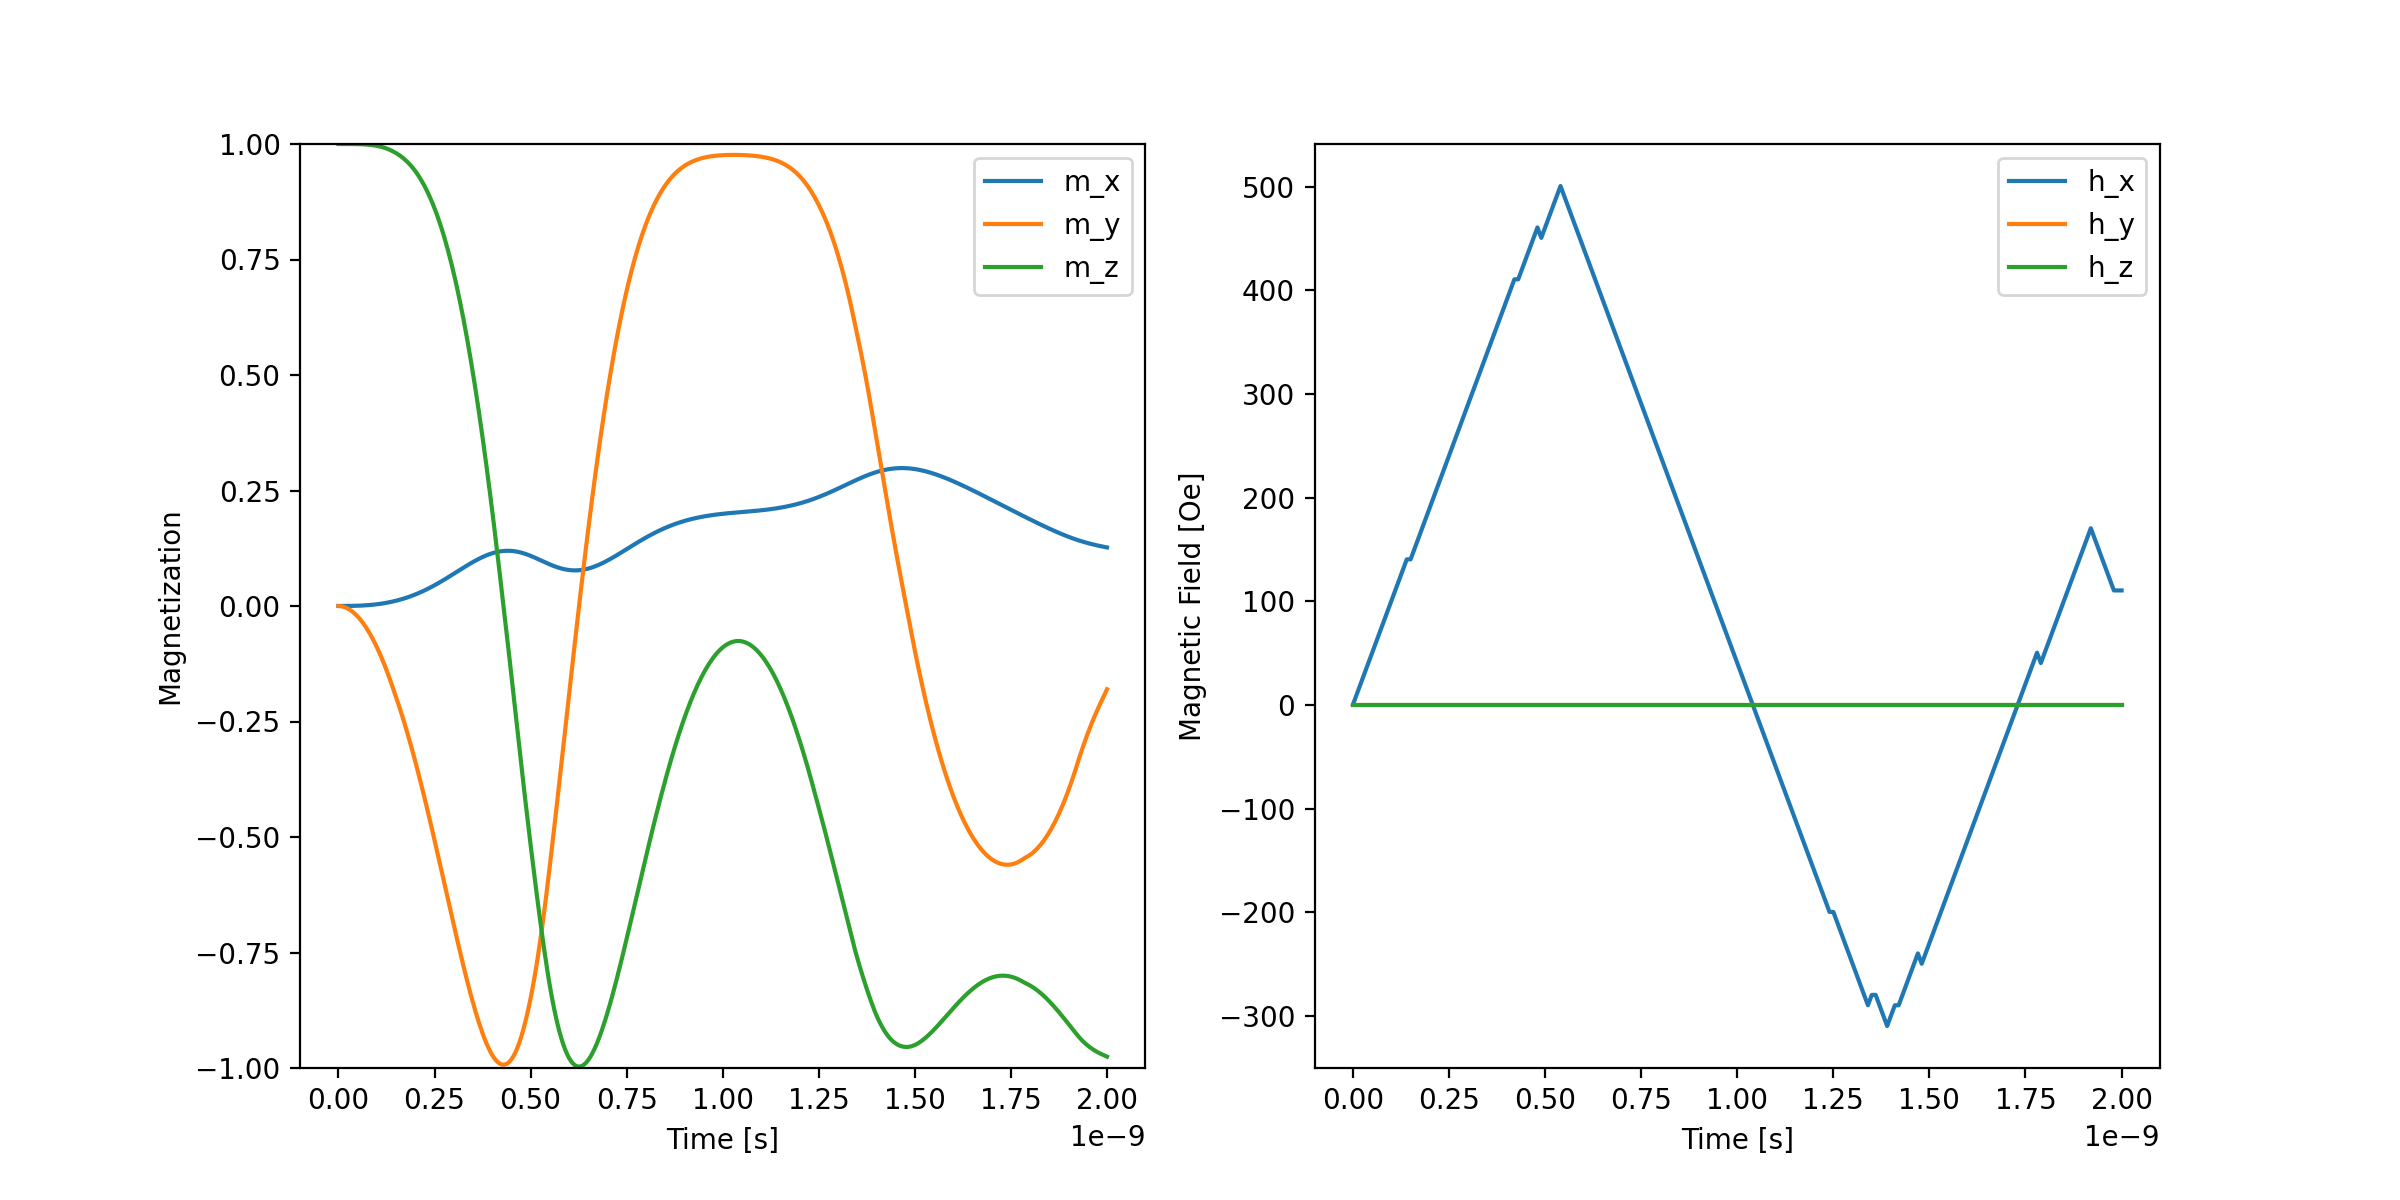 1.00
0.75
0.50
0.25
0.00
−0.25
−0.50
−0.75
−1.00
Magnetization
0.00 0.25 0.50 0.75 1.00 1.25 1.50 1.75 2.00
Time [s]
1e−9
m_x
m_y
m_z
500
400
300
200
100
0
−100
−200
−300
Magnetic Field [Oe]
0.00 0.25 0.50 0.75 1.00 1.25 1.50 1.75 2.00
Time [s]
1e−9
h_x
h_y
h_z